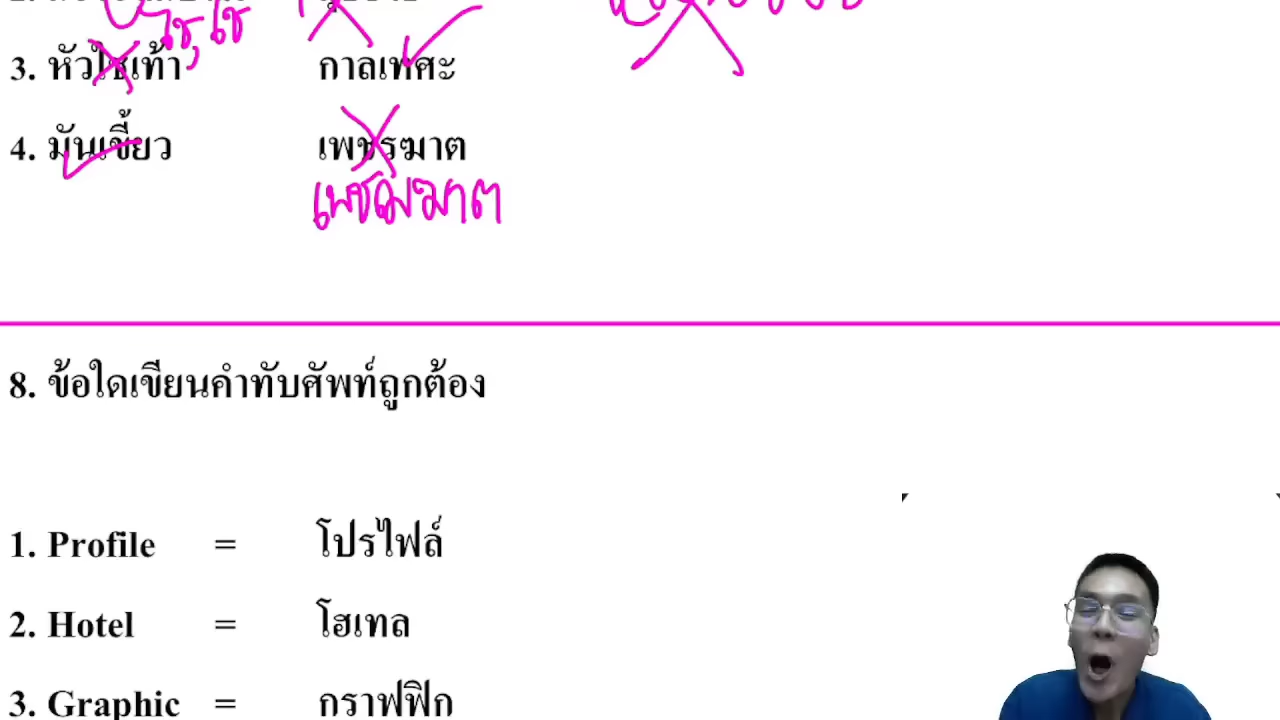 ใช, ไช
3. หัวไชเท้า กาลเทศะ
4. มันเขี้ยว เพชรฆาต
เพชฌฆาต
8. ข้อใดเขียนคำทับศัพท์ถูกต้อง
1. Profile = โปรไฟล์
2. Hotel = โฮเทล
3. Graphic = กราฟฟิก